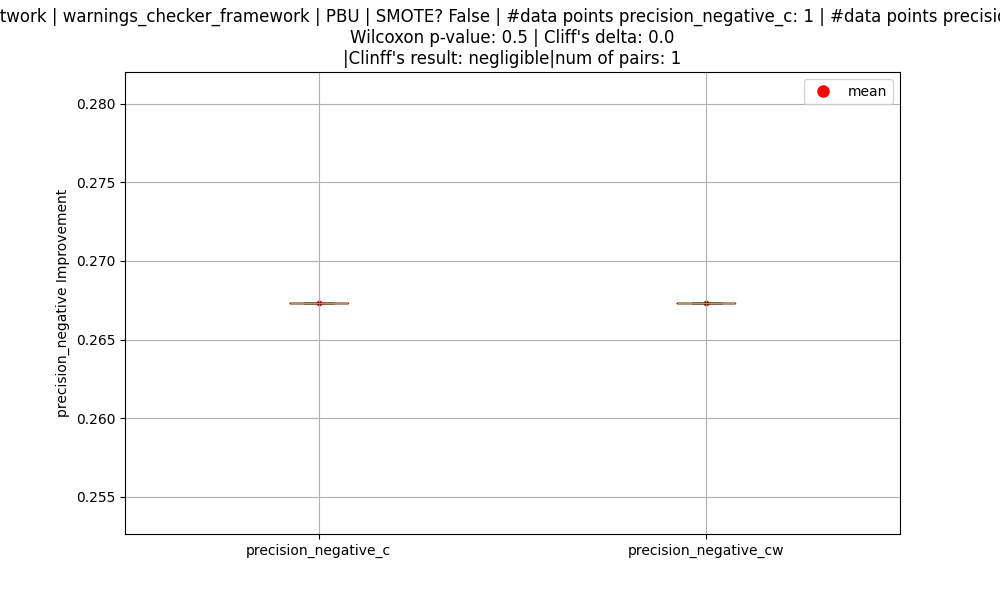 twork | warnings_checker_framework | PBU | SMOTE? False | #data points precision_negative_c: 1 | #data points precisio
Wilcoxon p-value: 0.5 | Cliff's delta: 0.0
|Clinff's result: negligible|num of pairs: 1
mean
0.280
0.275
0.270
0.265
0.260
0.255
precision_negative Improvement
precision_negative_c
precision_negative_cw